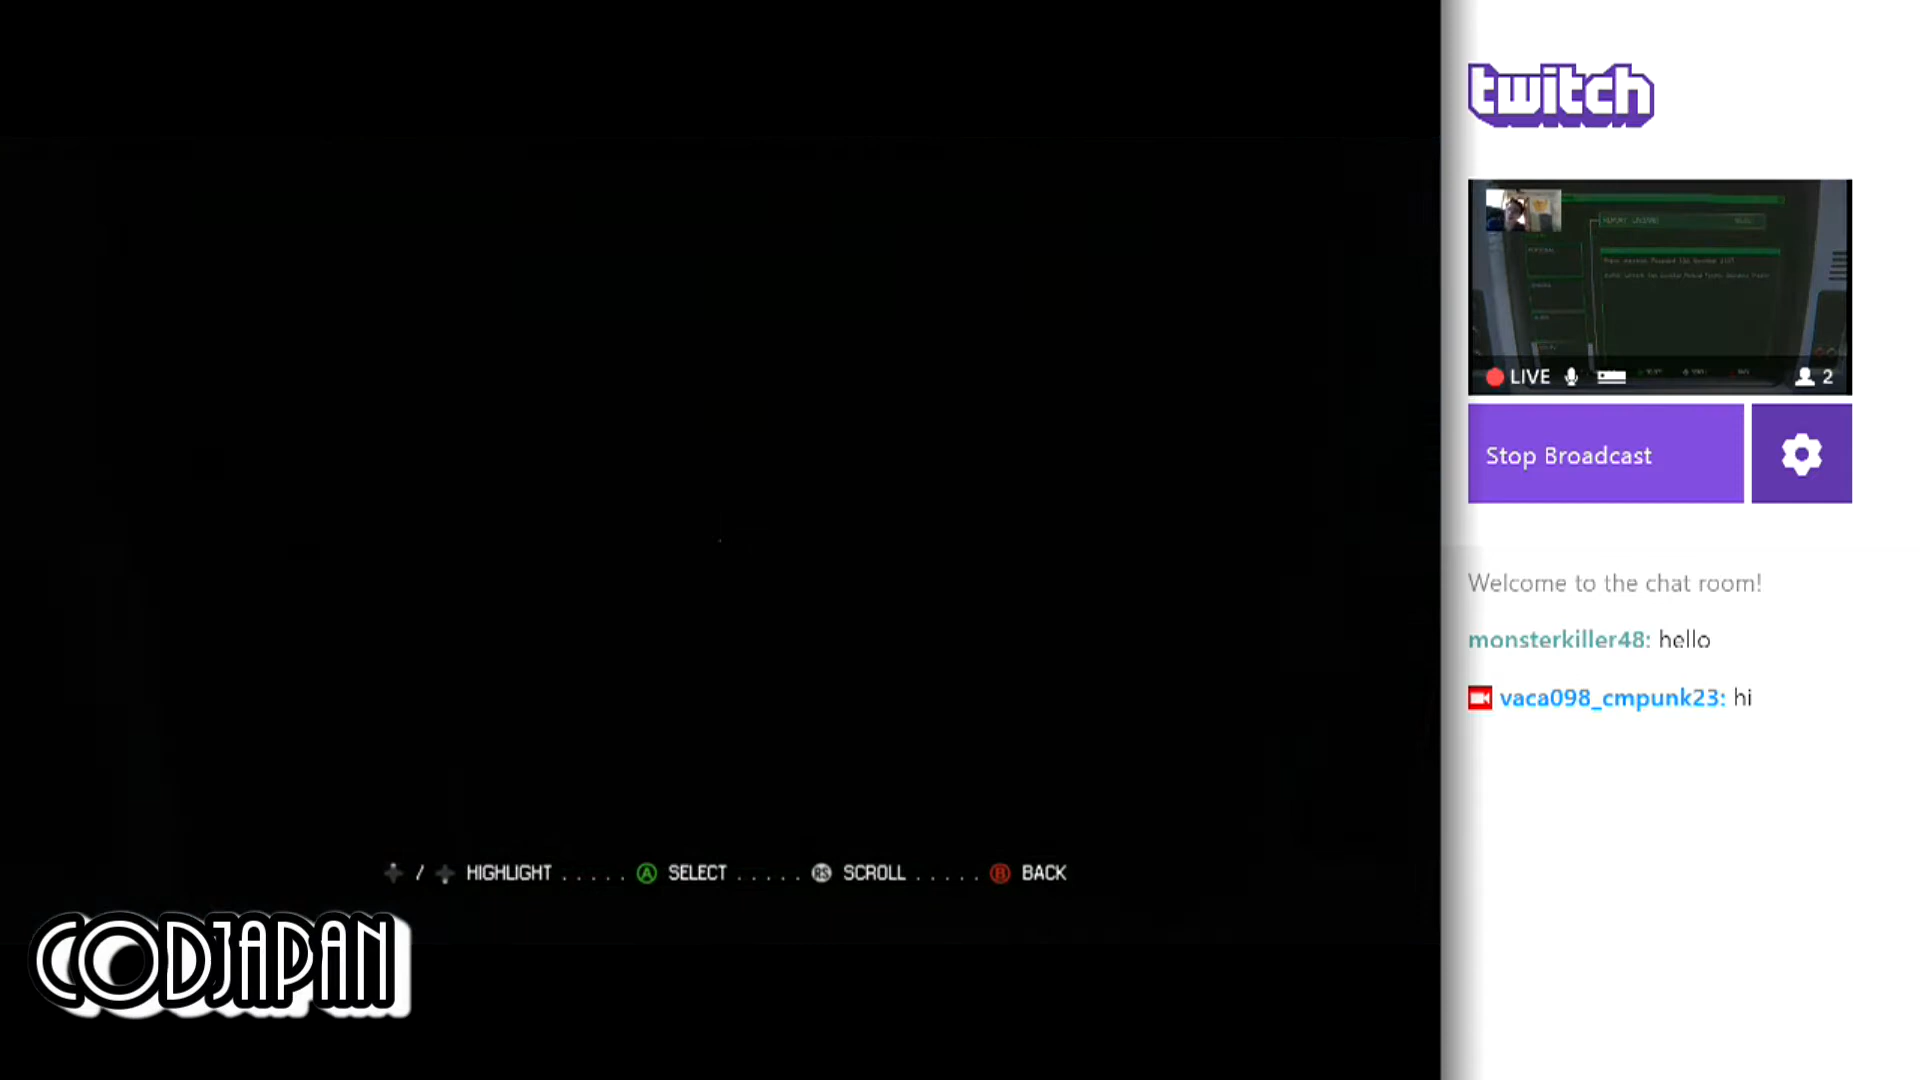 twitch
LIVE
2
Stop Broadcast
Welcome to the chat room!
monsterkiller48: hello
vaca098_cmpunk23: hi
/ HIGHLIGHT ..... A SELECT ..... RS SCROLL ..... B BACK
CODJAPAN